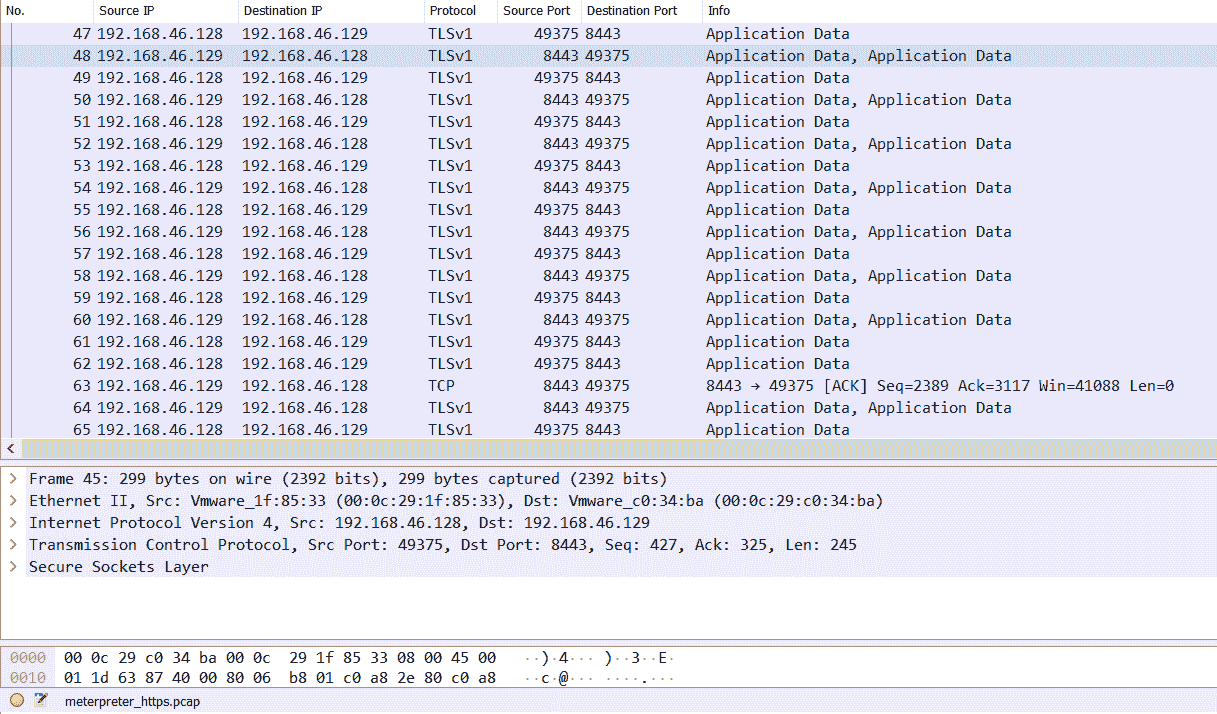 No. Source IP Destination IP Protocol Source Port Destination Port Info
47 192.168.46.128 192.168.46.129 TLSv1 49375 8443 Application Data
48 192.168.46.129 192.168.46.128 TLSv1 8443 49375 Application Data, Application Data
49 192.168.46.128 192.168.46.129 TLSv1 49375 8443 Application Data
50 192.168.46.129 192.168.46.128 TLSv1 8443 49375 Application Data, Application Data
51 192.168.46.128 192.168.46.129 TLSv1 49375 8443 Application Data
52 192.168.46.129 192.168.46.128 TLSv1 8443 49375 Application Data, Application Data
53 192.168.46.128 192.168.46.129 TLSv1 49375 8443 Application Data
54 192.168.46.129 192.168.46.128 TLSv1 8443 49375 Application Data, Application Data
55 192.168.46.128 192.168.46.129 TLSv1 49375 8443 Application Data
56 192.168.46.129 192.168.46.128 TLSv1 8443 49375 Application Data, Application Data
57 192.168.46.128 192.168.46.129 TLSv1 49375 8443 Application Data
58 192.168.46.129 192.168.46.128 TLSv1 8443 49375 Application Data, Application Data
59 192.168.46.128 192.168.46.129 TLSv1 49375 8443 Application Data
60 192.168.46.129 192.168.46.128 TLSv1 8443 49375 Application Data, Application Data
61 192.168.46.128 192.168.46.129 TLSv1 49375 8443 Application Data
62 192.168.46.128 192.168.46.129 TLSv1 49375 8443 Application Data
63 192.168.46.129 192.168.46.128 TCP 8443 49375 8443 → 49375 [ACK] Seq=2389 Ack=3117 Win=41088 Len=0
64 192.168.46.129 192.168.46.128 TLSv1 8443 49375 Application Data, Application Data
65 192.168.46.128 192.168.46.129 TLSv1 49375 8443 Application Data
Frame 45: 299 bytes on wire (2392 bits), 299 bytes captured (2392 bits)
Ethernet II, Src: Vmware_1f:85:33 (00:0c:29:1f:85:33), Dst: Vmware_c0:34:ba (00:0c:29:c0:34:ba)
Internet Protocol Version 4, Src: 192.168.46.128, Dst: 192.168.46.129
Transmission Control Protocol, Src Port: 49375, Dst Port: 8443, Seq: 427, Ack: 325, Len: 245
Secure Sockets Layer
0000 00 0c 29 c0 34 ba 00 0c 29 1f 85 33 08 00 45 00 ··)·4··· )··3··E·
0010 01 1d 63 87 40 00 80 06 b8 01 c0 a8 2e 80 c0 a8 ··c·@··· ····.···
meterpreter_https.pcap